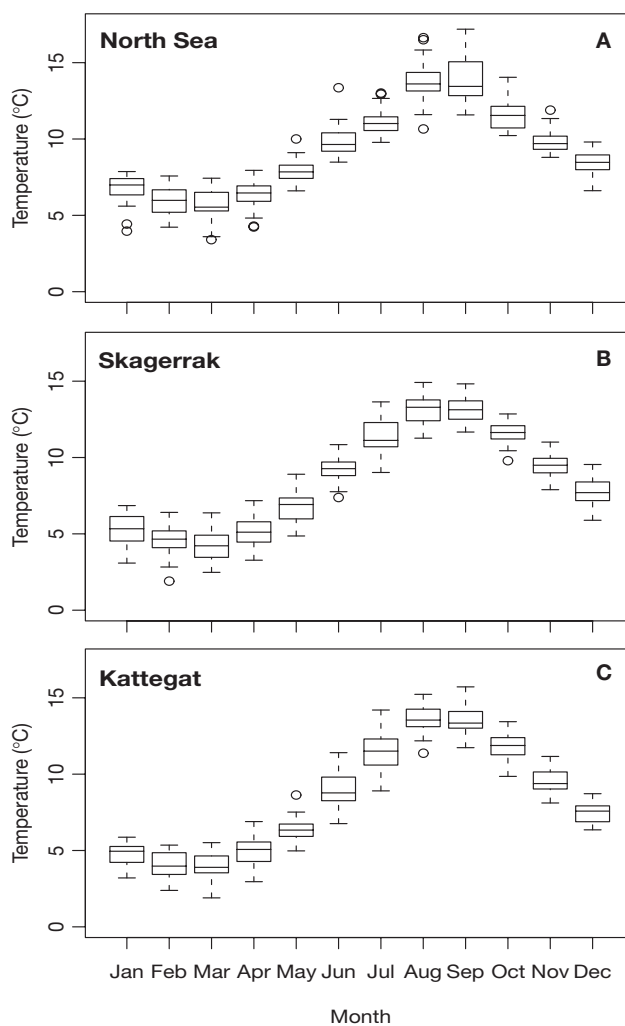 North Sea A
15
10
5
0
Temperature (°C)
Skagerrak B
15
10
5
0
Temperature (°C)
Kattegat C
15
10
5
0
Temperature (°C)
Jan Feb Mar Apr May Jun Jul Aug Sep Oct Nov Dec
Month